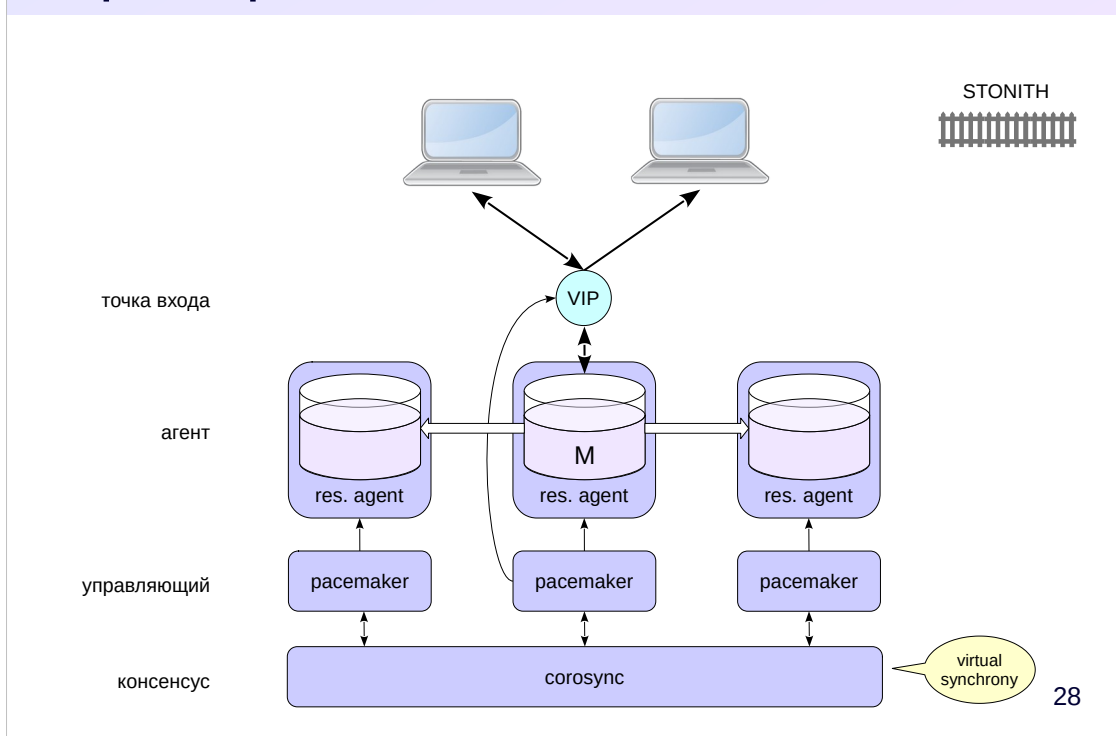 STONITH
точка входа
VIP
агент
M
res. agent
res. agent
res. agent
управляющий
pacemaker
pacemaker
pacemaker
консенсус
corosync
virtual
synchrony
28